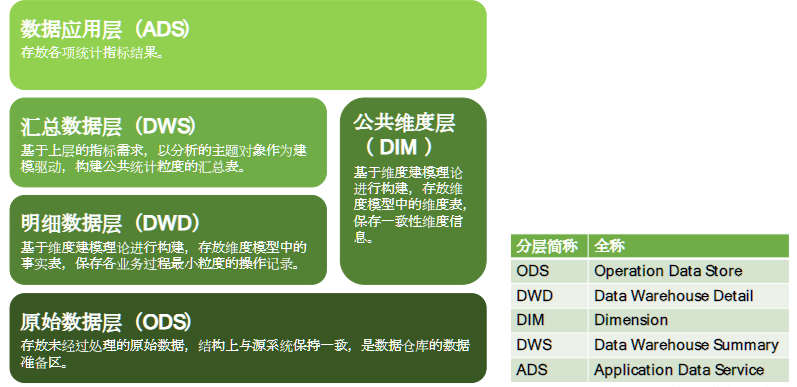 数据应用层（ADS）
存放各项统计指标结果。
汇总数据层（DWS）
基于上层的指标需求，以分析的主题对象作为建
模驱动，构建公共统计粒度的汇总表。
公共维度层
（ DIM ）
基于维度建模理论
进行构建，存放维
度模型中的维度表，
保存一致性维度信
息。
明细数据层（DWD）
基于维度建模理论进行构建，存放维度模型中的
事实表，保存各业务过程最小粒度的操作记录。
原始数据层（ODS）
存放未经过处理的原始数据，结构上与源系统保持一致，是数据仓库的数据
准备区。
分层简称 全称
ODS Operation Data Store
DWD Data Warehouse Detail
DIM Dimension
DWS Data Warehouse Summary
ADS Application Data Service